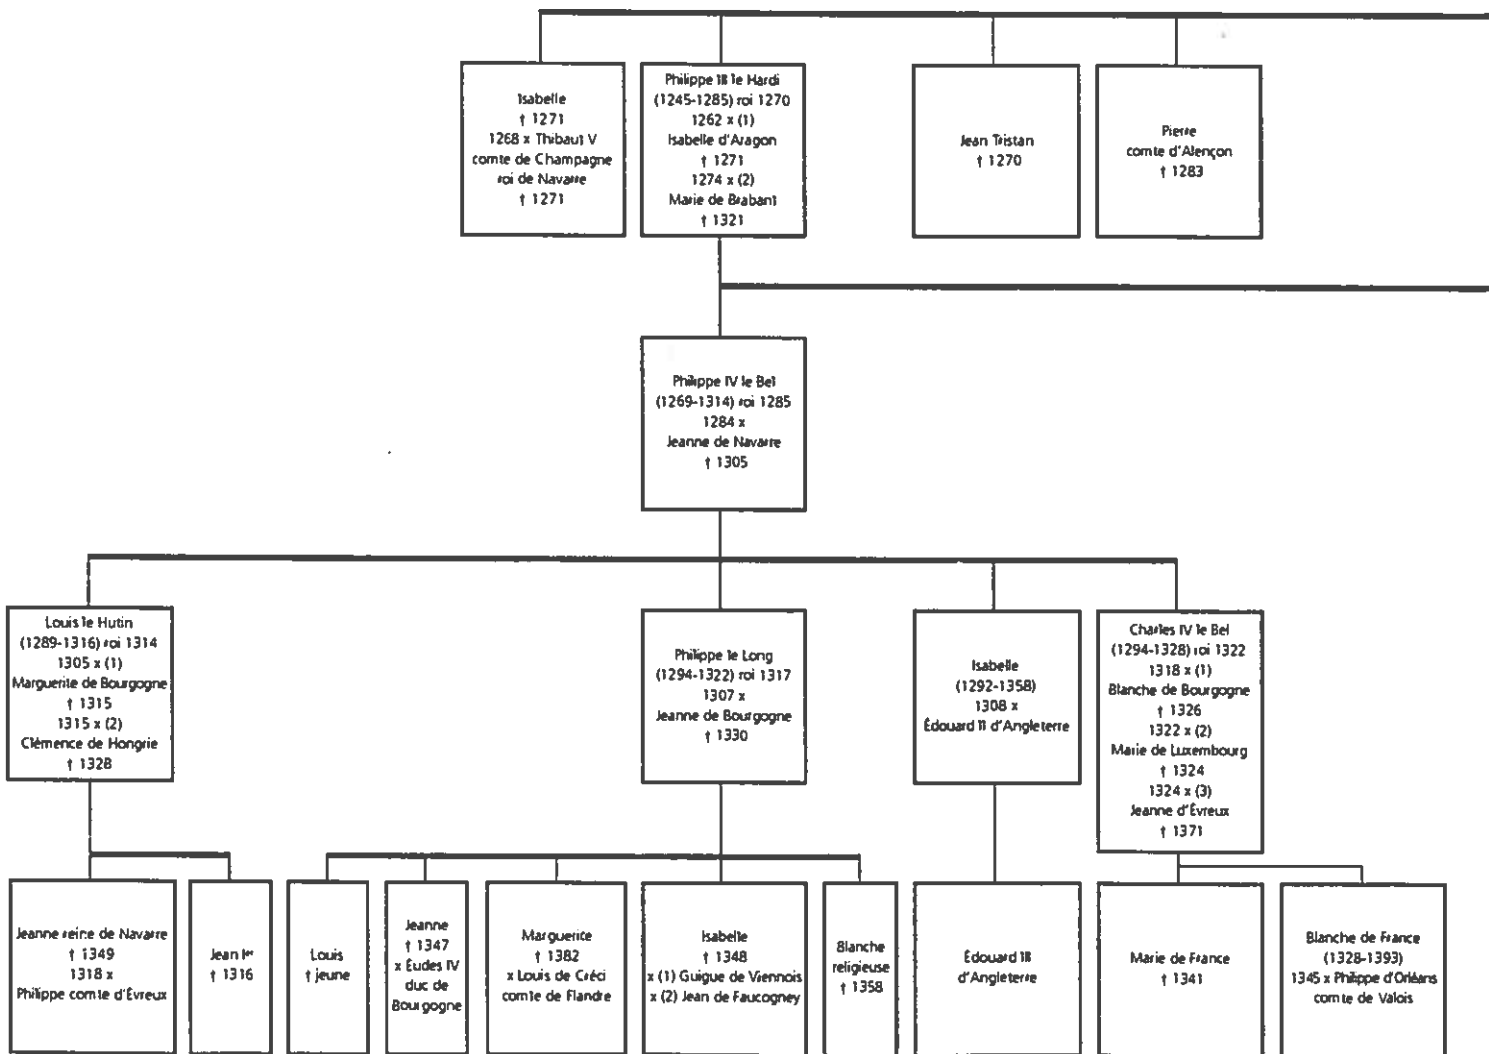 Isabelle
† 1271
1268 x Thibaut V
comte de Champagne
roi de Navarre
† 1271
Philippe III le Hardi
(1245-1285) roi 1270
1262 x (1)
Isabelle d'Aragon
† 1271
1274 x (2)
Marie de Brabant
† 1321
Jean Tristan
† 1270
Pierre
comte d'Alençon
† 1283
Philippe IV le Bel
(1269-1314) roi 1285
1284 x
Jeanne de Navarre
† 1305
Louis le Hutin
(1289-1316) roi 1314
1305 x (1)
Marguerite de Bourgogne
† 1315
1315 x (2)
Clémence de Hongrie
† 1328
Philippe le Long
(1294-1322) roi 1317
1307 x
Jeanne de Bourgogne
† 1330
Isabelle
(1292-1358)
1308 x
Édouard II d'Angleterre
Charles IV le Bel
(1294-1328) roi 1322
1318 x (1)
Blanche de Bourgogne
† 1326
1322 x (2)
Marie de Luxembourg
† 1324
1324 x (3)
Jeanne d'Évreux
† 1371
Jeanne reine de Navarre
† 1349
1318 x
Philippe comte d'Évreux
Jean Ier
† 1316
Louis
† jeune
Jeanne
† 1347
x Eudes IV
duc de
Bourgogne
Marguerite
† 1382
x Louis de Créci
comte de Flandre
Isabelle
† 1348
x (1) Guigue de Viennois
x (2) Jean de Faucogney
Blanche
religieuse
† 1358
Édouard III
d'Angleterre
Marie de France
† 1341
Blanche de France
(1328-1393)
1345 x Philippe d'Orléans
comte de Valois